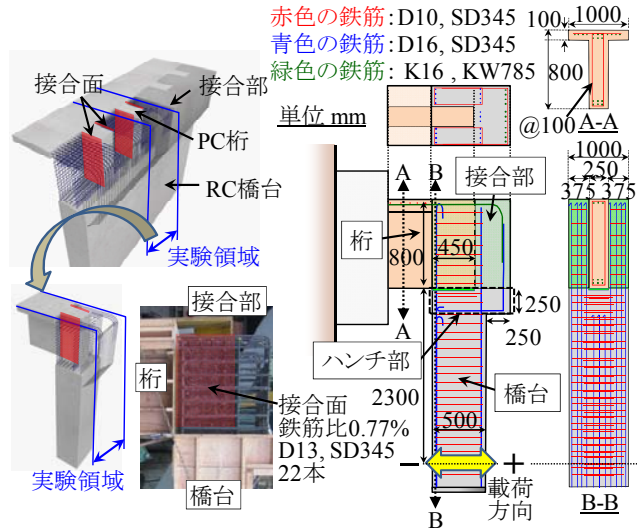 赤色の鉄筋:D10, SD345
青色の鉄筋:D16, SD345
緑色の鉄筋: K16 , KW785
単位 mm
接合面
接合部
PC桁
RC橋台
実験領域
実験領域
接合部
桁
橋台
接合面
鉄筋比0.77%
D13, SD345
22本
100
1000
800
@100
A-A
A
B
桁
接合部
450
800
A
250
250
ハンチ部
2300
橋台
500
−
+
載荷
方向
B
1000
250
375
375
B-B